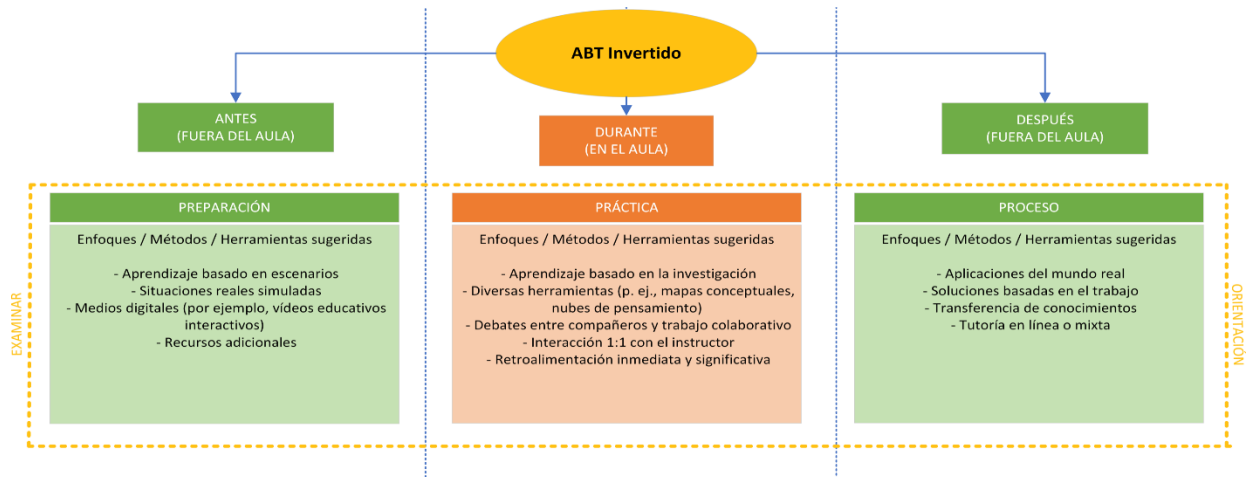 ABT Invertido
ANTES
(FUERA DEL AULA)
DURANTE
(EN EL AULA)
DESPUÉS
(FUERA DEL AULA)
EXAMINAR
PREPARACIÓN
Enfoques / Métodos / Herramientas sugeridas
- Aprendizaje basado en escenarios
- Situaciones reales simuladas
- Medios digitales (por ejemplo, vídeos educativos
interactivos)
- Recursos adicionales
PRÁCTICA
Enfoques / Métodos / Herramientas sugeridas
- Aprendizaje basado en la investigación
- Diversas herramientas (p. ej., mapas conceptuales,
nubes de pensamiento)
- Debates entre compañeros y trabajo colaborativo
- Interacción 1:1 con el instructor
- Retroalimentación inmediata y significativa
PROCESO
Enfoques / Métodos / Herramientas sugeridas
- Aplicaciones del mundo real
- Soluciones basadas en el trabajo
- Transferencia de conocimientos
- Tutoría en línea o mixta
ORIENTACIÓN